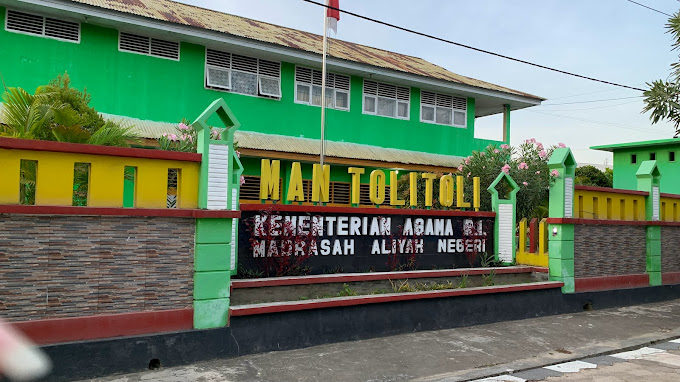 MAN TOLITOLI
KEMENTERIAN AGAMA R.I.
MADRASAH ALIYAH NEGERI